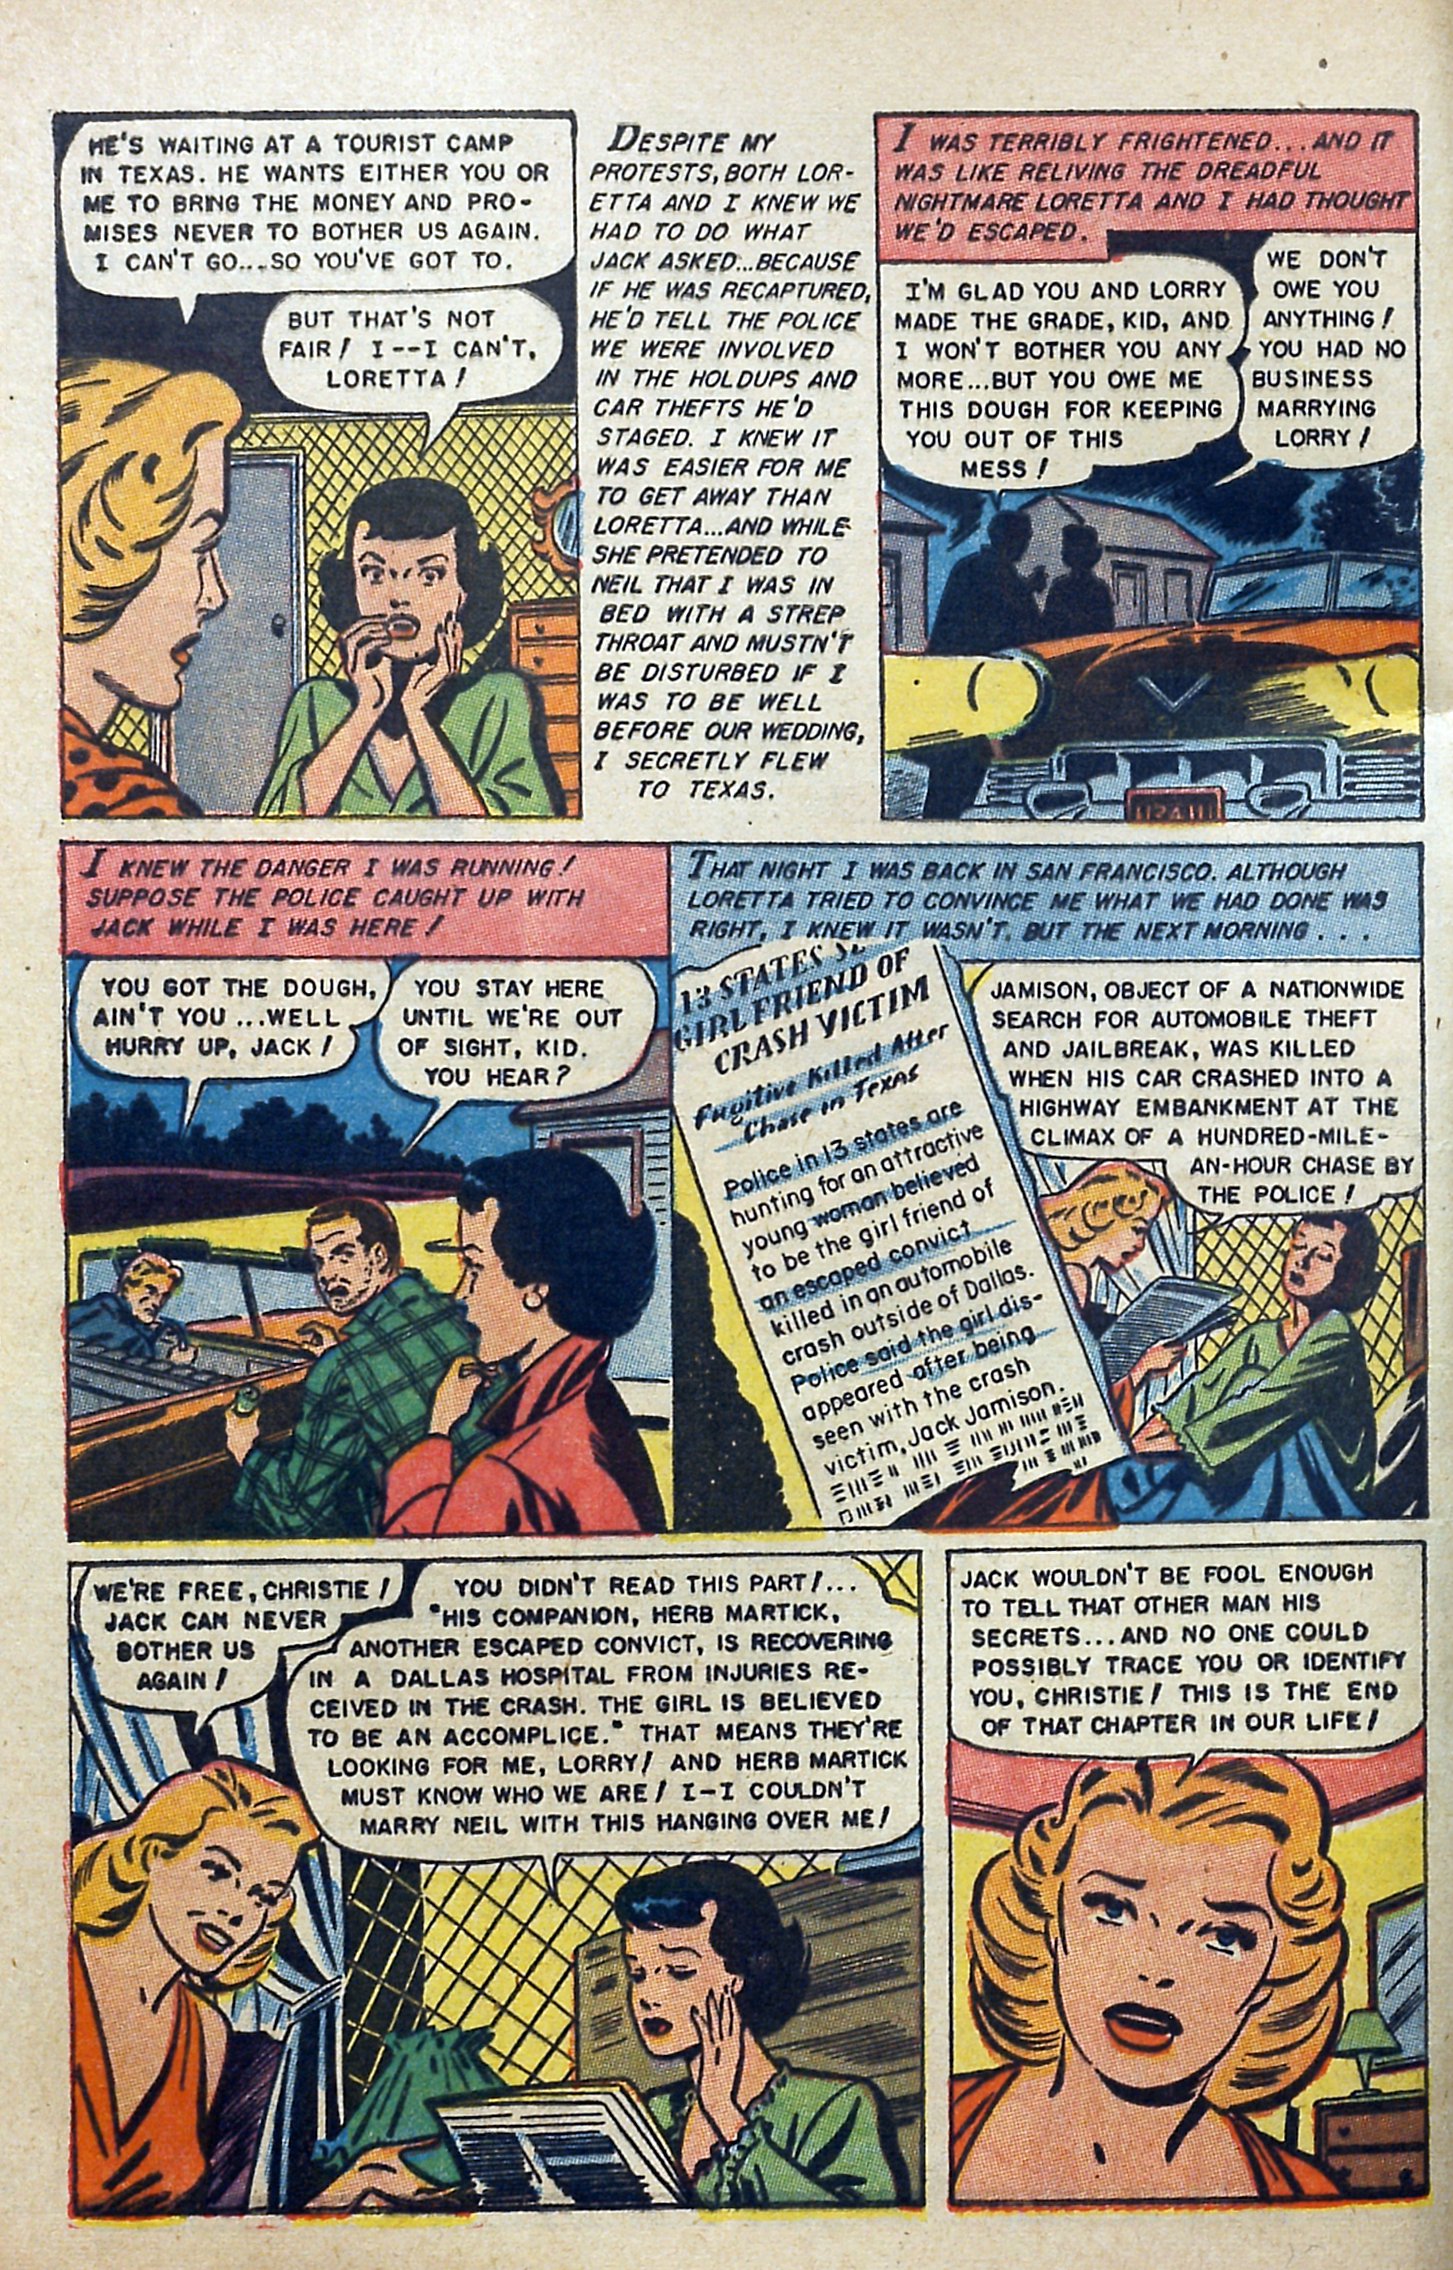 HE'S WAITING AT A TOURIST CAMP
IN TEXAS. HE WANTS EITHER YOU OR
ME TO BRING THE MONEY AND PRO-
MISES NEVER TO BOTHER US AGAIN.
I CAN'T GO...SO YOU'VE GOT TO.
BUT THAT'S NOT
FAIR! I--I CAN'T,
LORETTA!
DESPITE MY
PROTESTS, BOTH LOR-
ETTA AND I KNEW WE
HAD TO DO WHAT
JACK ASKED...BECAUSE
IF HE WAS RECAPTURED,
HE'D TELL THE POLICE
WE WERE INVOLVED
IN THE HOLDUPS AND
CAR THEFTS HE'D
STAGED. I KNEW IT
WAS EASIER FOR ME
TO GET AWAY THAN
LORETTA...AND WHILE
SHE PRETENDED TO
NEIL THAT I WAS IN
BED WITH A STREP
THROAT AND MUSTN'T
BE DISTURBED IF I
WAS TO BE WELL
BEFORE OUR WEDDING,
I SECRETLY FLEW
TO TEXAS.
I WAS TERRIBLY FRIGHTENED...AND IT
WAS LIKE RELIVING THE DREADFUL
NIGHTMARE LORETTA AND I HAD THOUGHT
WE'D ESCAPED.
I'M GLAD YOU AND LORRY
MADE THE GRADE, KID, AND
I WON'T BOTHER YOU ANY
MORE...BUT YOU OWE ME
THIS DOUGH FOR KEEPING
YOU OUT OF THIS
MESS!
WE DON'T
OWE YOU
ANYTHING!
YOU HAD NO
BUSINESS
MARRYING
LORRY!
I KNEW THE DANGER I WAS RUNNING!
SUPPOSE THE POLICE CAUGHT UP WITH
JACK WHILE I WAS HERE!
YOU GOT THE DOUGH,
AIN'T YOU...WELL
HURRY UP, JACK!
YOU STAY HERE
UNTIL WE'RE OUT
OF SIGHT, KID.
YOU HEAR?
THAT NIGHT I WAS BACK IN SAN FRANCISCO. ALTHOUGH
LORETTA TRIED TO CONVINCE ME WHAT WE HAD DONE WAS
RIGHT, I KNEW IT WASN'T. BUT THE NEXT MORNING . . .
13 STATES
GIRLFRIEND OF
CRASH VICTIM
Fugitive Killed After
Chase in Texas
Police in 13 states are
hunting for an attractive
young woman believed
to be the girl friend of
an escaped convict
killed in an automobile
crash outside of Dallas.
Police said the girl dis-
appeared after being
seen with the crash
victim, Jack Jamison.
JAMISON, OBJECT OF A NATIONWIDE
SEARCH FOR AUTOMOBILE THEFT
AND JAILBREAK, WAS KILLED
WHEN HIS CAR CRASHED INTO A
HIGHWAY EMBANKMENT AT THE
CLIMAX OF A HUNDRED-MILE-
AN-HOUR CHASE BY
THE POLICE!
WE'RE FREE, CHRISTIE!
JACK CAN NEVER
BOTHER US
AGAIN!
YOU DIDN'T READ THIS PART!...
"HIS COMPANION, HERB MARTICK,
ANOTHER ESCAPED CONVICT, IS RECOVERING
IN A DALLAS HOSPITAL FROM INJURIES RE-
CEIVED IN THE CRASH. THE GIRL IS BELIEVED
TO BE AN ACCOMPLICE." THAT MEANS THEY'RE
LOOKING FOR ME, LORRY! AND HERB MARTICK
MUST KNOW WHO WE ARE! I-I COULDN'T
MARRY NEIL WITH THIS HANGING OVER ME!
JACK WOULDN'T BE FOOL ENOUGH
TO TELL THAT OTHER MAN HIS
SECRETS...AND NO ONE COULD
POSSIBLY TRACE YOU OR IDENTIFY
YOU, CHRISTIE! THIS IS THE END
OF THAT CHAPTER IN OUR LIFE!